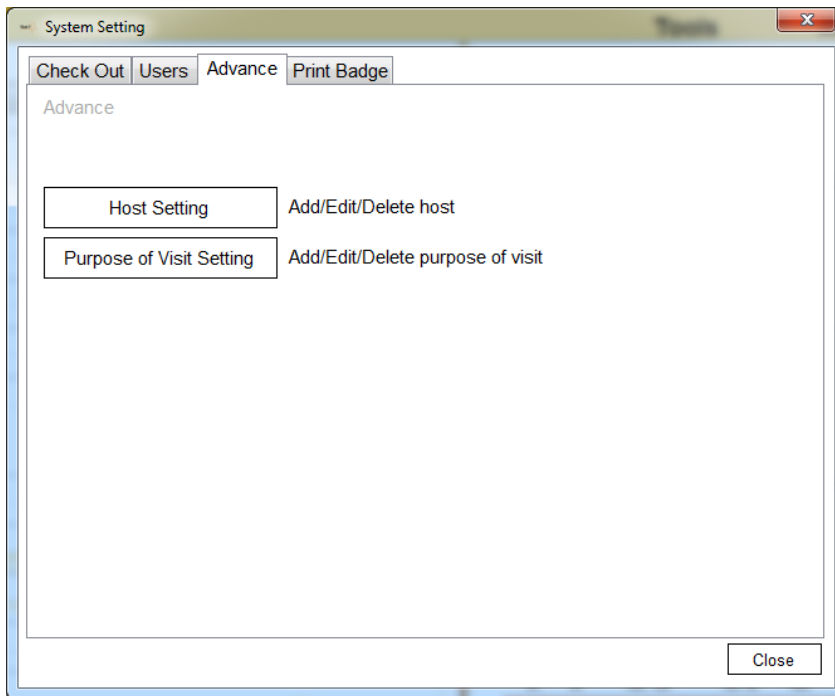 System Setting
Tools
Check Out Users Advance Print Badge
Advance
Host Setting Add/Edit/Delete host
Purpose of Visit Setting Add/Edit/Delete purpose of visit
Close